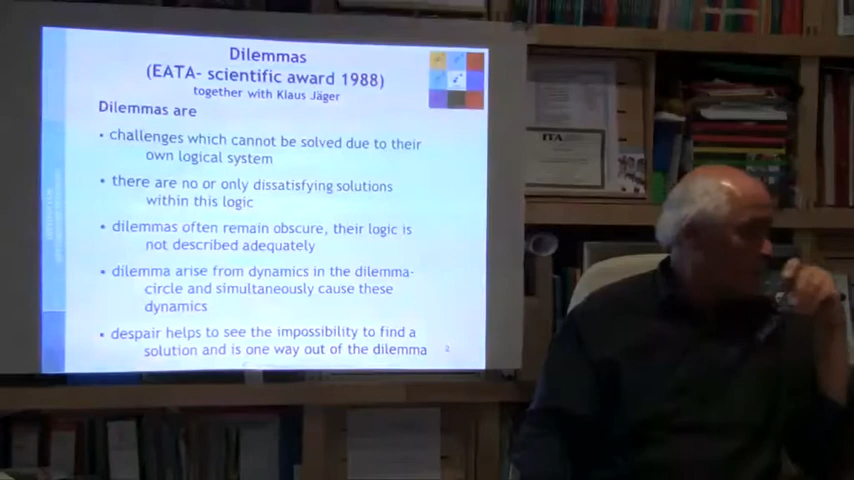 Dilemmas
(EATA- scientific award 1988)
together with Klaus Jäger
Dilemmas are
• challenges which cannot be solved due to their
own logical system
• there are no or only dissatisfying solutions
within this logic
• dilemmas often remain obscure, their logic is
not described adequately
• dilemma arise from dynamics in the dilemma-
circle and simultaneously cause these
dynamics
• despair helps to see the impossibility to find a
solution and is one way out of the dilemma
2
ITA